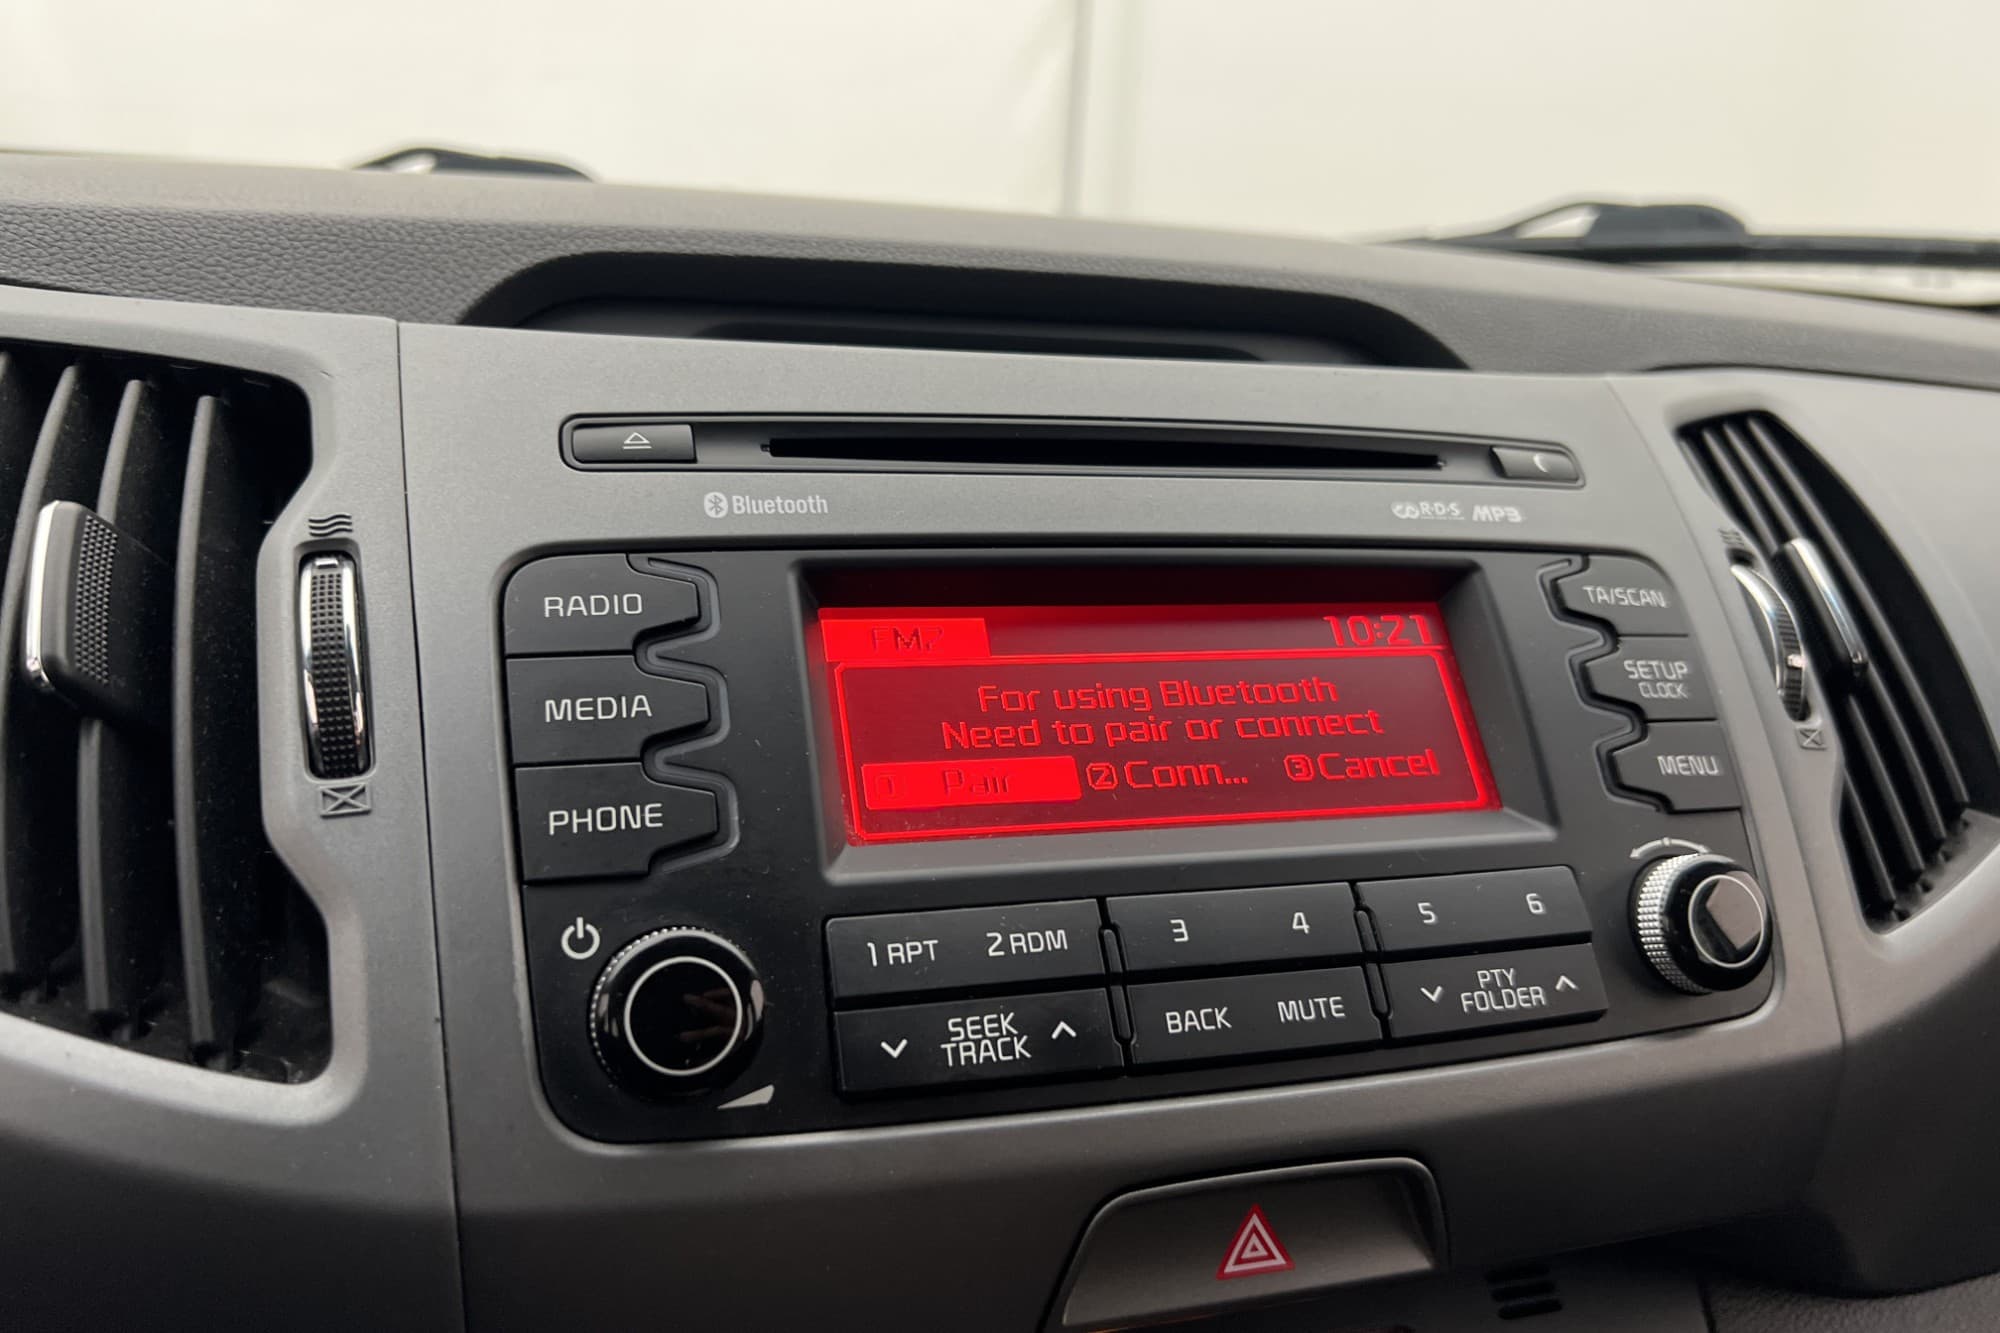 Bluetooth
R·D·S MP3
RADIO
MEDIA
PHONE
FM2 10:21
For using Bluetooth
Need to pair or connect
1 Pair 2 Conn... 3 Cancel
TA/SCAN
SETUP
CLOCK
MENU
1 RPT 2 RDM 3 4 5 6
SEEK
TRACK
BACK MUTE
PTY
FOLDER